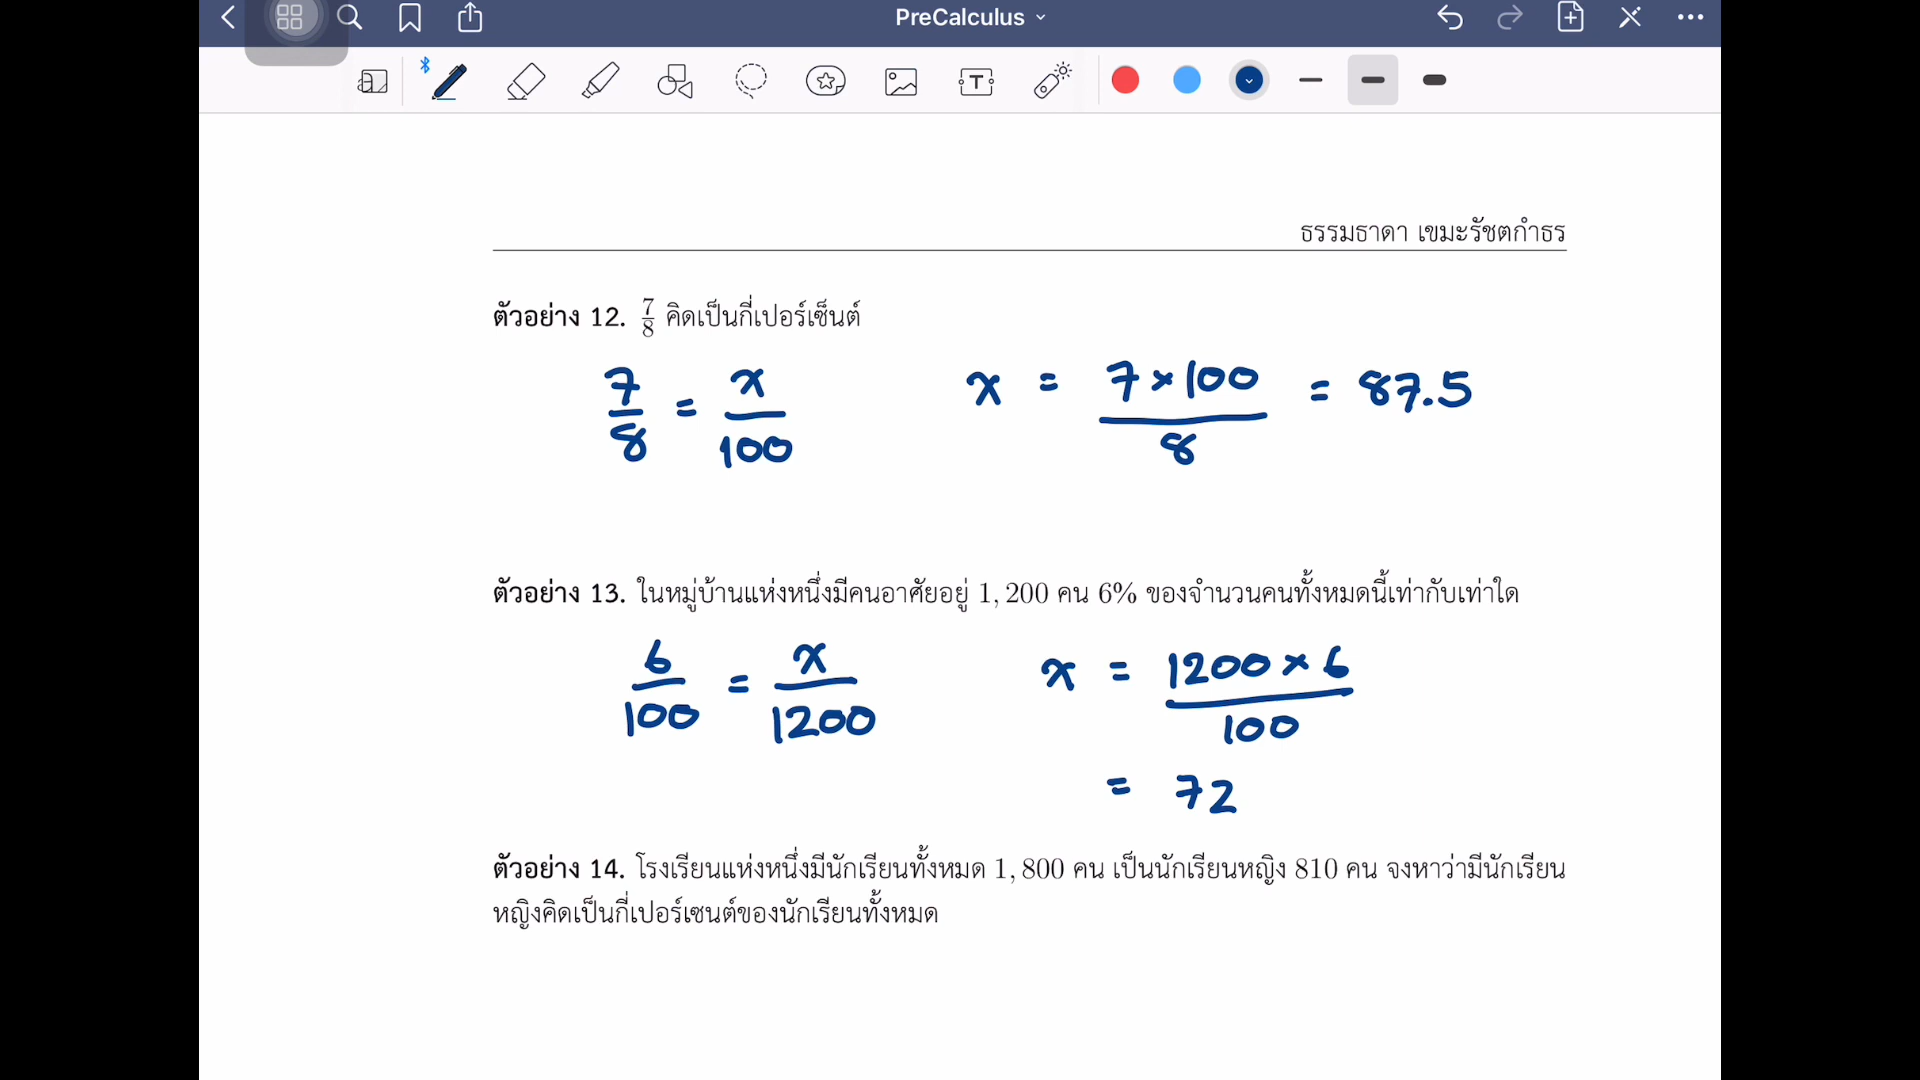 PreCalculus
ธรรมธาดา เขมะรัชตกำธร
ตัวอย่าง 12. 7/8 คิดเป็นกี่เปอร์เซ็นต์
7/8 = x/100
x = 7×100/8 = 87.5
ตัวอย่าง 13. ในหมู่บ้านแห่งหนึ่งมีคนอาศัยอยู่ 1,200 คน 6% ของจำนวนคนทั้งหมดนี้เท่ากับเท่าใด
6/100 = x/1200
x = 1200×6/100
= 72
ตัวอย่าง 14. โรงเรียนแห่งหนึ่งมีนักเรียนทั้งหมด 1,800 คน เป็นนักเรียนหญิง 810 คน จงหาว่ามีนักเรียน
หญิงคิดเป็นกี่เปอร์เซนต์ของนักเรียนทั้งหมด